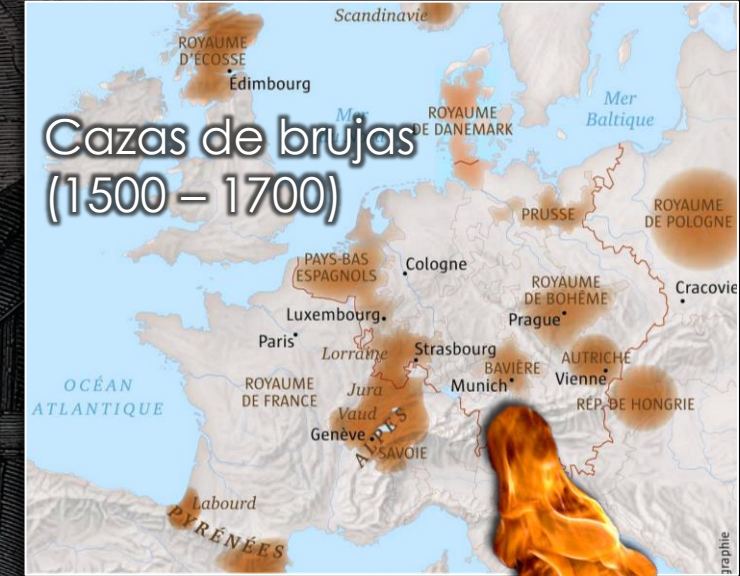 Scandinavie
ROYAUME
D'ÉCOSSE
Édimbourg
Mer
Mer
Baltique
ROYAUME
DE DANEMARK
Cazas de brujas
(1500 – 1700)
PRUSSE
ROYAUME
DE POLOGNE
PAYS-BAS
ESPAGNOLS
Cologne
ROYAUME
DE BOHÊME
Cracovie
Luxembourg
Prague
Paris
Lorraine
Strasbourg
BAVIÈRE
AUTRICHE
Munich
Vienne
OCÉAN
ATLANTIQUE
ROYAUME
DE FRANCE
Jura
RÉP. DE HONGRIE
Vaud
Genève
ALPES
SAVOIE
Labourd
PYRÉNÉES
graphie